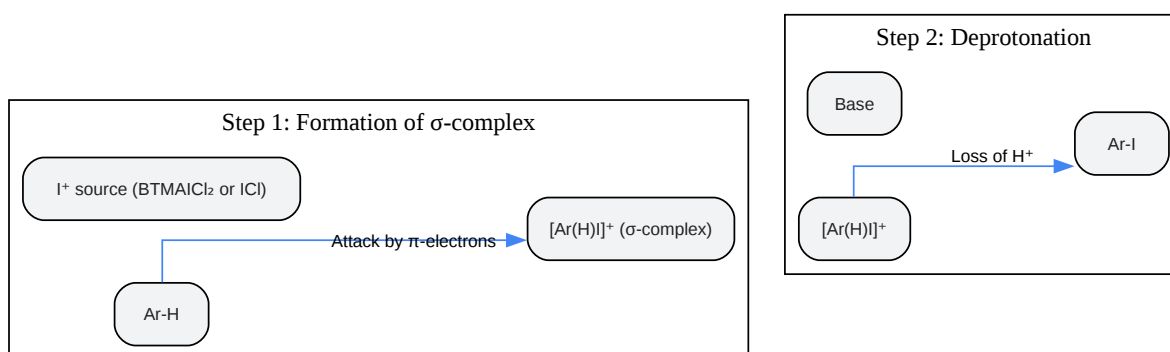 Step 1: Formation of σ-complex
I⁺ source (BTMAICl₂ or ICl)
Attack by π-electrons
[Ar(H)I]⁺ (σ-complex)
Ar-H
Step 2: Deprotonation
Base
Loss of H⁺
Ar-I
[Ar(H)I]⁺